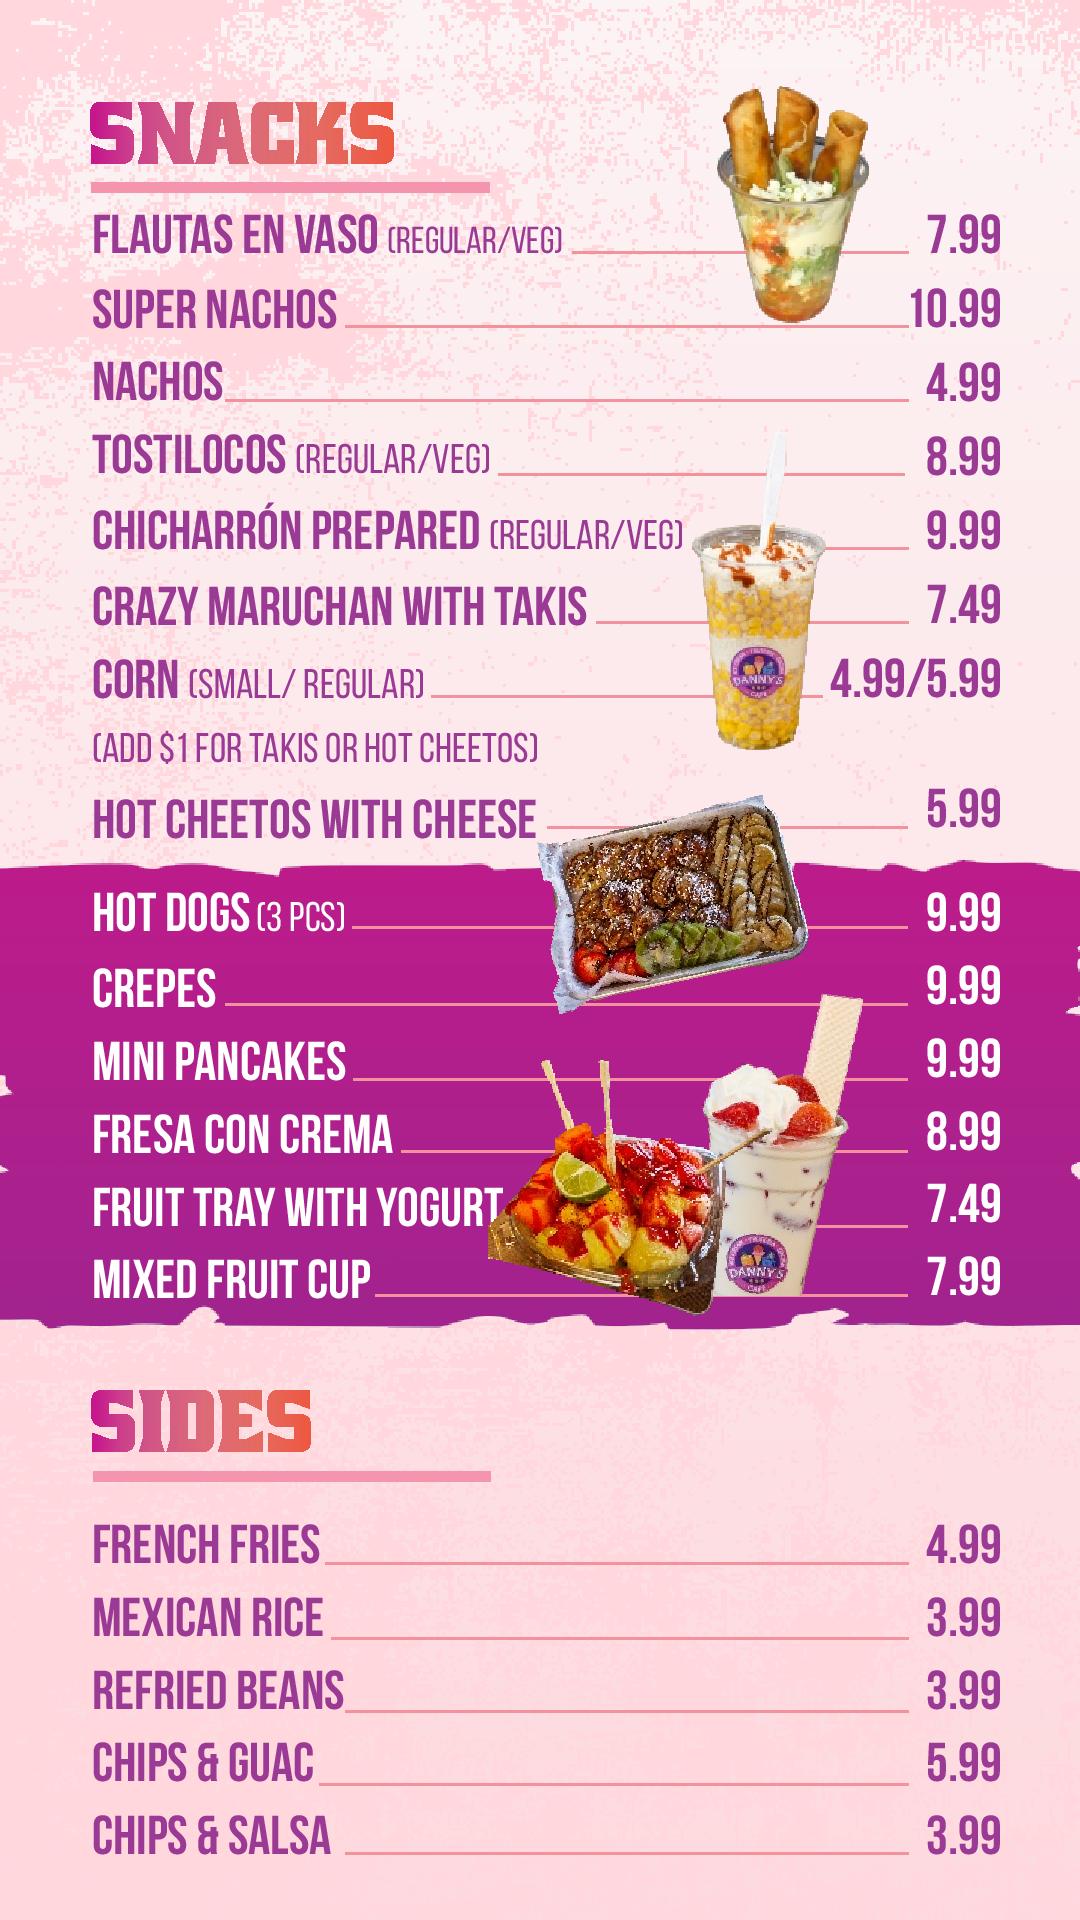 SNACKS
FLAUTAS EN VASO (REGULAR/VEG) 7.99
SUPER NACHOS 10.99
NACHOS 4.99
TOSTILOCOS (REGULAR/VEG) 8.99
CHICHARRÓN PREPARED (REGULAR/VEG) 9.99
CRAZY MARUCHAN WITH TAKIS 7.49
CORN (SMALL/ REGULAR) 4.99/5.99
DANNY'S
CAFE
(ADD $1 FOR TAKIS OR HOT CHEETOS)
HOT CHEETOS WITH CHEESE 5.99
HOT DOGS (3 PCS) 9.99
CREPES 9.99
MINI PANCAKES 9.99
FRESA CON CREMA 8.99
FRUIT TRAY WITH YOGURT 7.49
MIXED FRUIT CUP 7.99
DANNY'S
CAFE
SIDES
FRENCH FRIES 4.99
MEXICAN RICE 3.99
REFRIED BEANS 3.99
CHIPS & GUAC 5.99
CHIPS & SALSA 3.99